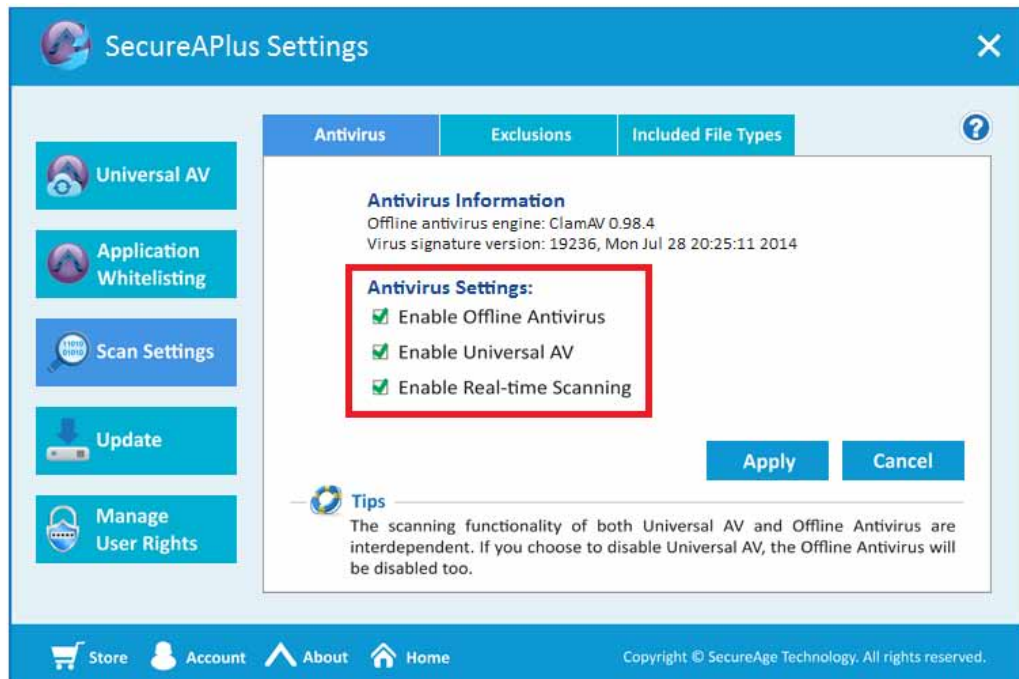 SecureAPlus Settings
Antivirus
Exclusions
Included File Types
Universal AV
Application
Whitelisting
Scan Settings
Update
Manage
User Rights
Antivirus Information
Offline antivirus engine: ClamAV 0.98.4
Virus signature version: 19236, Mon Jul 28 20:25:11 2014
Antivirus Settings:
Enable Offline Antivirus
Enable Universal AV
Enable Real-time Scanning
Apply
Cancel
Tips
The scanning functionality of both Universal AV and Offline Antivirus are
interdependent. If you choose to disable Universal AV, the Offline Antivirus will
be disabled too.
Store
Account
About
Home
Copyright © SecureAge Technology. All rights reserved.